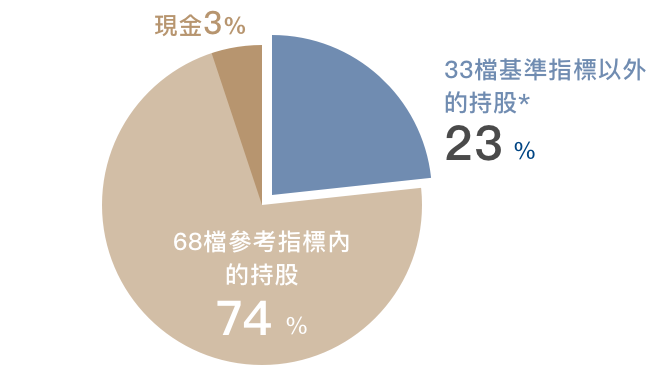 現金3%
33檔基準指標以外
的持股*
23 %
68檔參考指標內
的持股
74 %